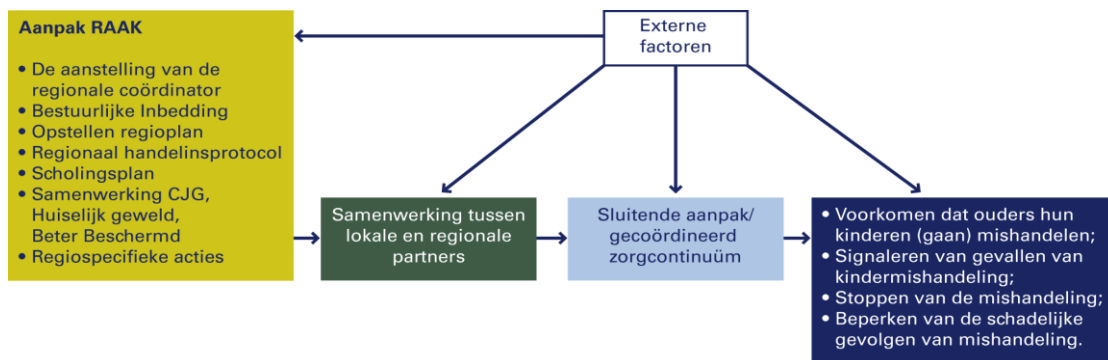 Aanpak RAAK
• De aanstelling van de
regionale coördinator
• Bestuurlijke Inbedding
• Opstellen regioplan
• Regionaal handelinsprotocol
• Scholingsplan
• Samenwerking CJG,
Huiselijk geweld,
Beter Beschermd
• Regiospecifieke acties
Externe
factoren
Samenwerking tussen
lokale en regionale
partners
Sluitende aanpak/
gecoördineerd
zorgcontinuüm
• Voorkomen dat ouders hun
kinderen (gaan) mishandelen;
• Signaleren van gevallen van
kindermishandeling;
• Stoppen van de mishandeling;
• Beperken van de schadelijke
gevolgen van mishandeling.